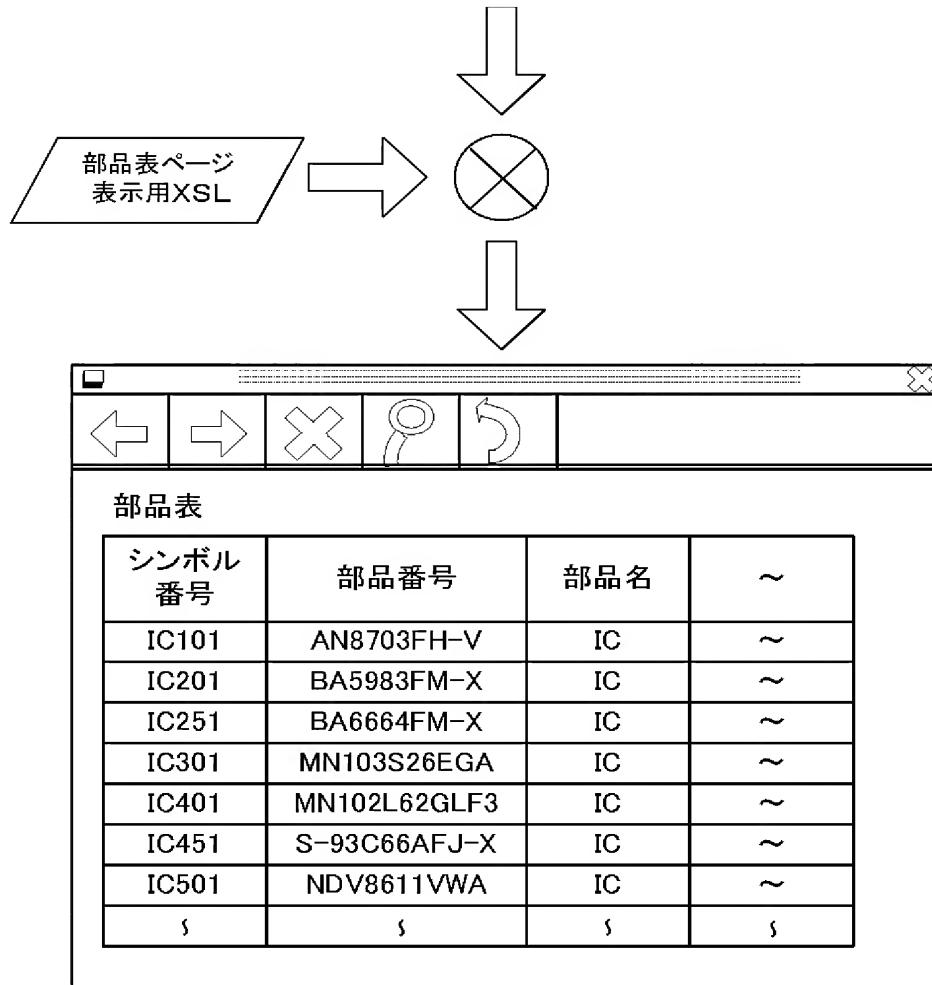 部品表ページ
表示用XSL
部品表
シンボル
番号 部品番号 部品名 ～
IC101 AN8703FH-V IC ～
IC201 BA5983FM-X IC ～
IC251 BA6664FM-X IC ～
IC301 MN103S26EGA IC ～
IC401 MN102L62GLF3 IC ～
IC451 S-93C66AFJ-X IC ～
IC501 NDV8611VWA IC ～
∫ ∫ ∫ ∫